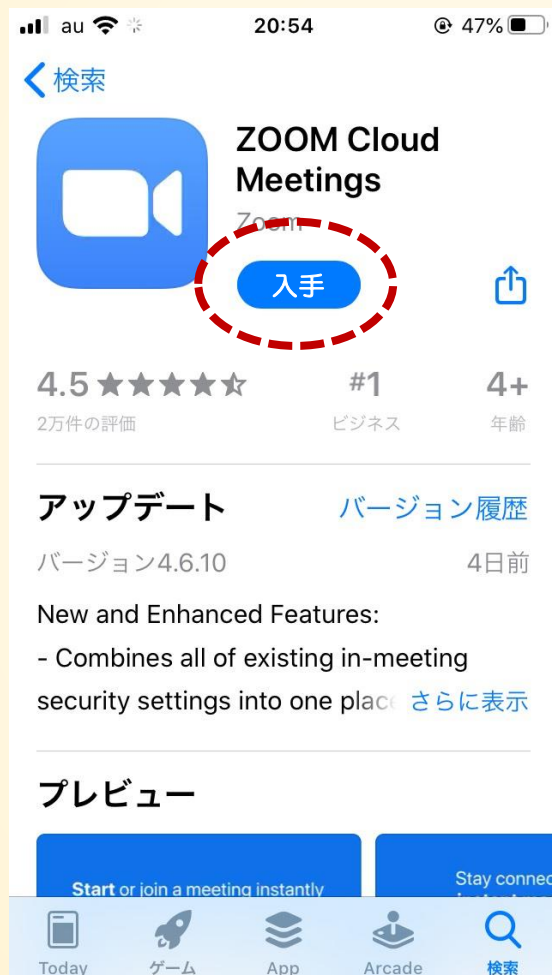 au 20:54 47%
検索
ZOOM Cloud
Meetings
Zoom
入手
4.5 #1 4+
2万件の評価 ビジネス 年齢
アップデート バージョン履歴
バージョン4.6.10 4日前
New and Enhanced Features:
- Combines all of existing in-meeting
security settings into one place さらに表示
プレビュー
Start or join a meeting instantly
Stay connec
Today ゲーム App Arcade 検索